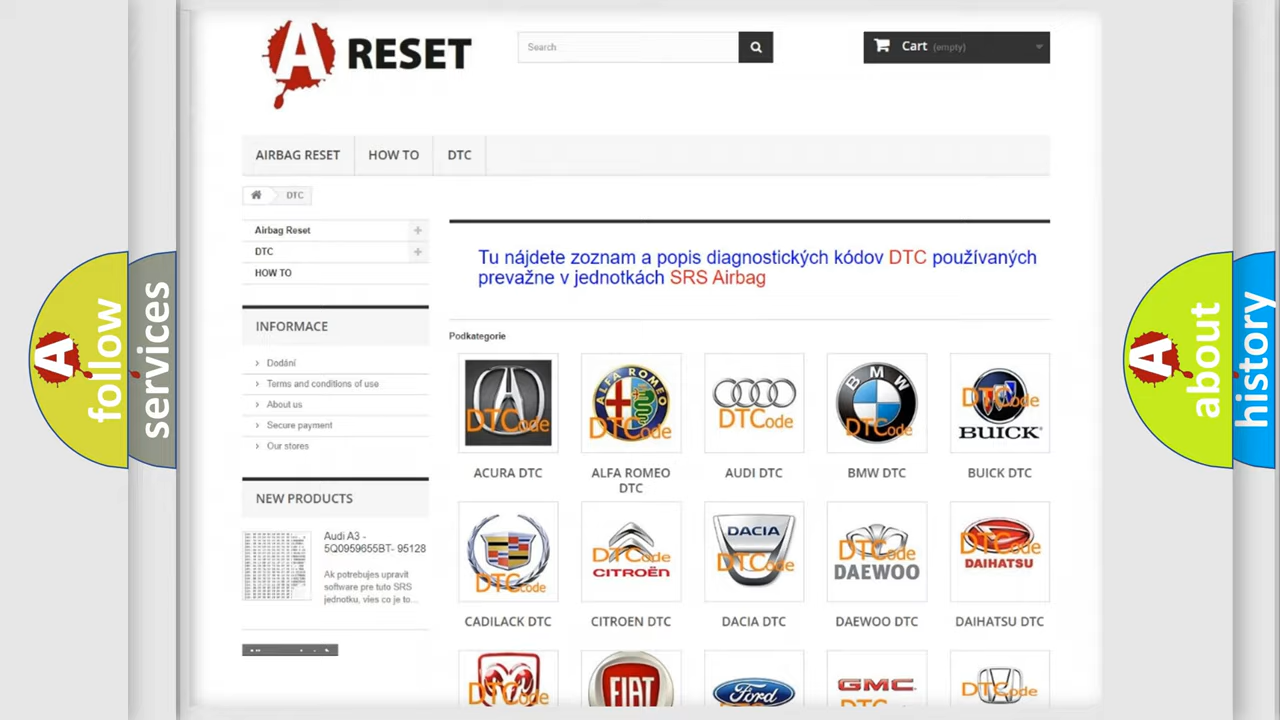 A RESET
Search
Cart (empty)
AIRBAG RESET
HOW TO
DTC
DTC
Airbag Reset
DTC
HOW TO
INFORMACE
Dodání
Terms and conditions of use
About us
Secure payment
Our stores
NEW PRODUCTS
Audi A3 -
5Q0959655BT- 95128
Ak potrebujes upravit
software pre tuto SRS
jednotku, vies co je to...
Tu nájdete zoznam a popis diagnostických kódov DTC používaných
prevažne v jednotkách SRS Airbag
Podkategorie
DTCode
ALFA ROMEO
DTCode
DTCode
BMW
DTCode
DTCode
BUICK
ACURA DTC
ALFA ROMEO
DTC
AUDI DTC
BMW DTC
BUICK DTC
DTCode
DTCode
CITROËN
DACIA
DTCode
DTCode
DAEWOO
DTCode
DAIHATSU
CADILACK DTC
CITROEN DTC
DACIA DTC
DAEWOO DTC
DAIHATSU DTC
DTCode
FIAT
Ford
GMC
DTCode
A follow
services
A about
history